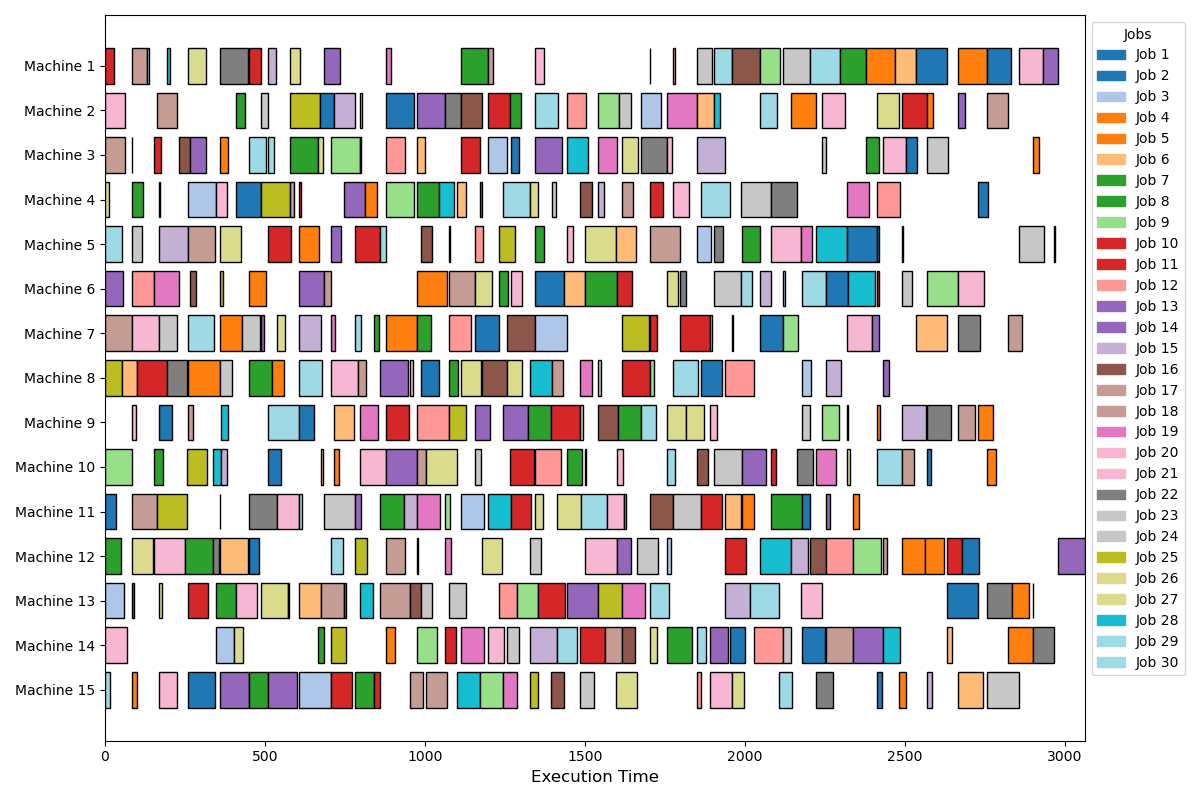 Machine 1
Machine 2
Machine 3
Machine 4
Machine 5
Machine 6
Machine 7
Machine 8
Machine 9
Machine 10
Machine 11
Machine 12
Machine 13
Machine 14
Machine 15
0 500 1000 1500 2000 2500 3000
Execution Time
Jobs
Job 1
Job 2
Job 3
Job 4
Job 5
Job 6
Job 7
Job 8
Job 9
Job 10
Job 11
Job 12
Job 13
Job 14
Job 15
Job 16
Job 17
Job 18
Job 19
Job 20
Job 21
Job 22
Job 23
Job 24
Job 25
Job 26
Job 27
Job 28
Job 29
Job 30